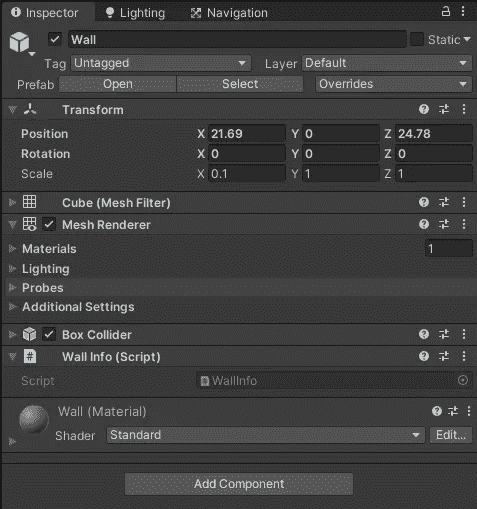 Inspector Lighting Navigation
Wall Static
Tag Untagged Layer Default
Prefab Open Select Overrides
Transform
Position X 21.69 Y 0 Z 24.78
Rotation X 0 Y 0 Z 0
Scale X 0.1 Y 1 Z 1
Cube (Mesh Filter)
Mesh Renderer
Materials 1
Lighting
Probes
Additional Settings
Box Collider
# Wall Info (Script)
Script WallInfo
Wall (Material)
Shader Standard Edit...
Add Component